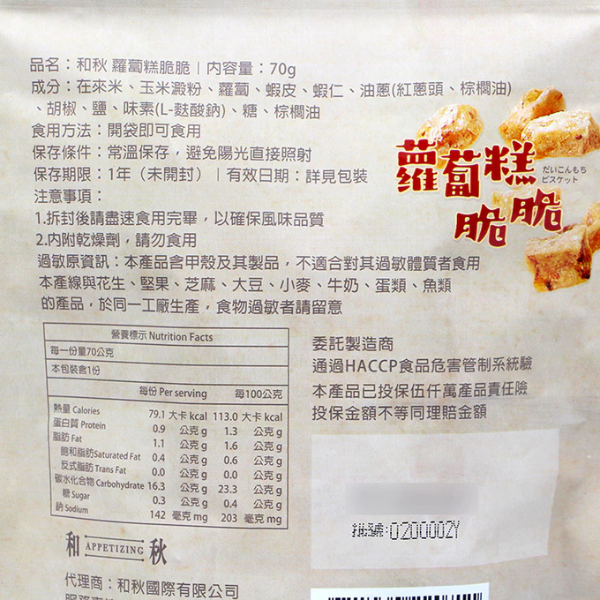 品名：和秋 蘿蔔糕脆脆｜內容量：70g
成分：在來米、玉米澱粉、蘿蔔、蝦皮、蝦仁、油蔥(紅蔥頭、棕櫚油)
、胡椒、鹽、味素(L-麩酸鈉)、糖、棕櫚油
食用方法：開袋即可食用
保存條件：常溫保存，避免陽光直接照射
保存期限：1年（未開封）｜有效日期：詳見包裝
注意事項：
1.拆封後請盡速食用完畢，以確保風味品質
2.內附乾燥劑，請勿食用
過敏原資訊：本產品含甲殼及其製品，不適合對其過敏體質者食用
本產線與花生、堅果、芝麻、大豆、小麥、牛奶、蛋類、魚類
的產品，於同一工廠生產，食物過敏者請留意
蘿蔔糕
脆脆
だいこんもち
ビスケット
營養標示 Nutrition Facts
每一份量70公克
本包裝含1份
每份 Per serving 每100公克
熱量 Calories 79.1 大卡 kcal 113.0 大卡 kcal
蛋白質 Protein 0.9 公克 g 1.3 公克 g
脂肪 Fat 1.1 公克 g 1.6 公克 g
飽和脂肪 Saturated Fat 0.4 公克 g 0.6 公克 g
反式脂肪 Trans Fat 0.0 公克 g 0.0 公克 g
碳水化合物 Carbohydrate 16.3 公克 g 23.3 公克 g
糖 Sugar 0.3 公克 g 0.4 公克 g
鈉 Sodium 142 毫克 mg 203 毫克 mg
委託製造商
通過HACCP食品危害管制系統驗
本產品已投保伍仟萬產品責任險
投保金額不等同理賠金額
批號:020002Y
和 APPETIZING 秋
代理商：和秋國際有限公司